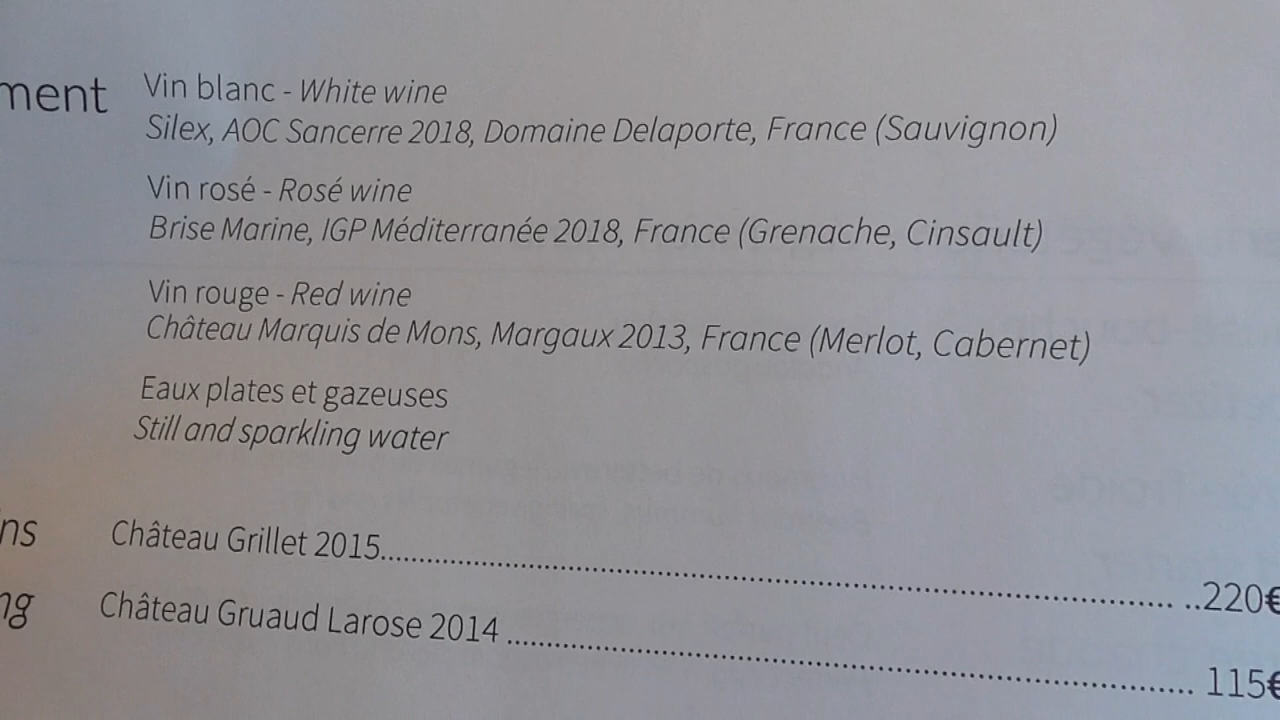 ment Vin blanc - White wine
Silex, AOC Sancerre 2018, Domaine Delaporte, France (Sauvignon)
Vin rosé - Rosé wine
Brise Marine, IGP Méditerranée 2018, France (Grenache, Cinsault)
Vin rouge - Red wine
Château Marquis de Mons, Margaux 2013, France (Merlot, Cabernet)
Eaux plates et gazeuses
Still and sparkling water
ns Château Grillet 2015........................................ ..220€
ng Château Gruaud Larose 2014 ........................................ 115€